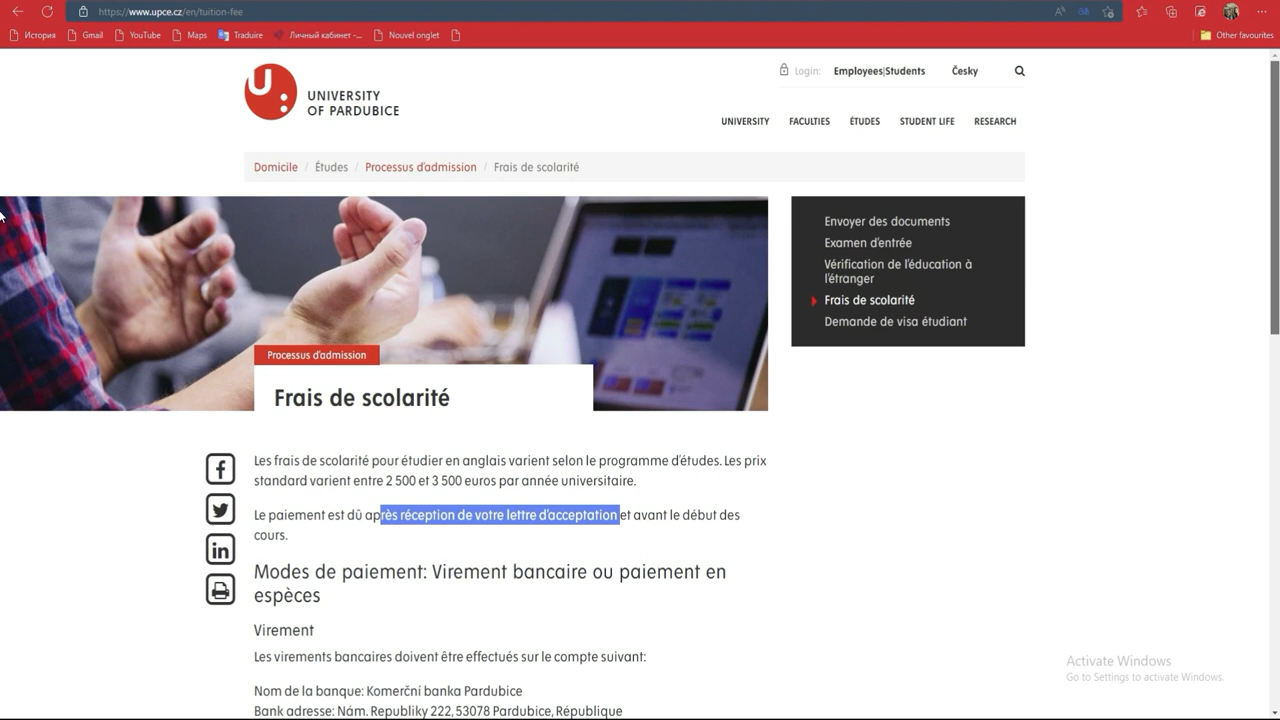 https://www.upce.cz/en/tuition-fee
История Gmail YouTube Maps Traduire Личный кабинет -... Nouvel onglet Other favourites
Login: Employees|Students Česky
U:
UNIVERSITY
OF PARDUBICE
UNIVERSITY FACULTIES ÉTUDES STUDENT LIFE RESEARCH
Domicile / Études / Processus d'admission / Frais de scolarité
Envoyer des documents
Examen d'entrée
Vérification de l'éducation à
l'étranger
Frais de scolarité
Demande de visa étudiant
Processus d'admission
Frais de scolarité
Les frais de scolarité pour étudier en anglais varient selon le programme d'études. Les prix
standard varient entre 2 500 et 3 500 euros par année universitaire.
Le paiement est dû après réception de votre lettre d'acceptation et avant le début des
cours.
Modes de paiement: Virement bancaire ou paiement en
espèces
Virement
Les virements bancaires doivent être effectués sur le compte suivant:
Nom de la banque: Komerční banka Pardubice
Bank adresse: Nám. Republiky 222, 53078 Pardubice, République
Activate Windows
Go to Settings to activate Windows.